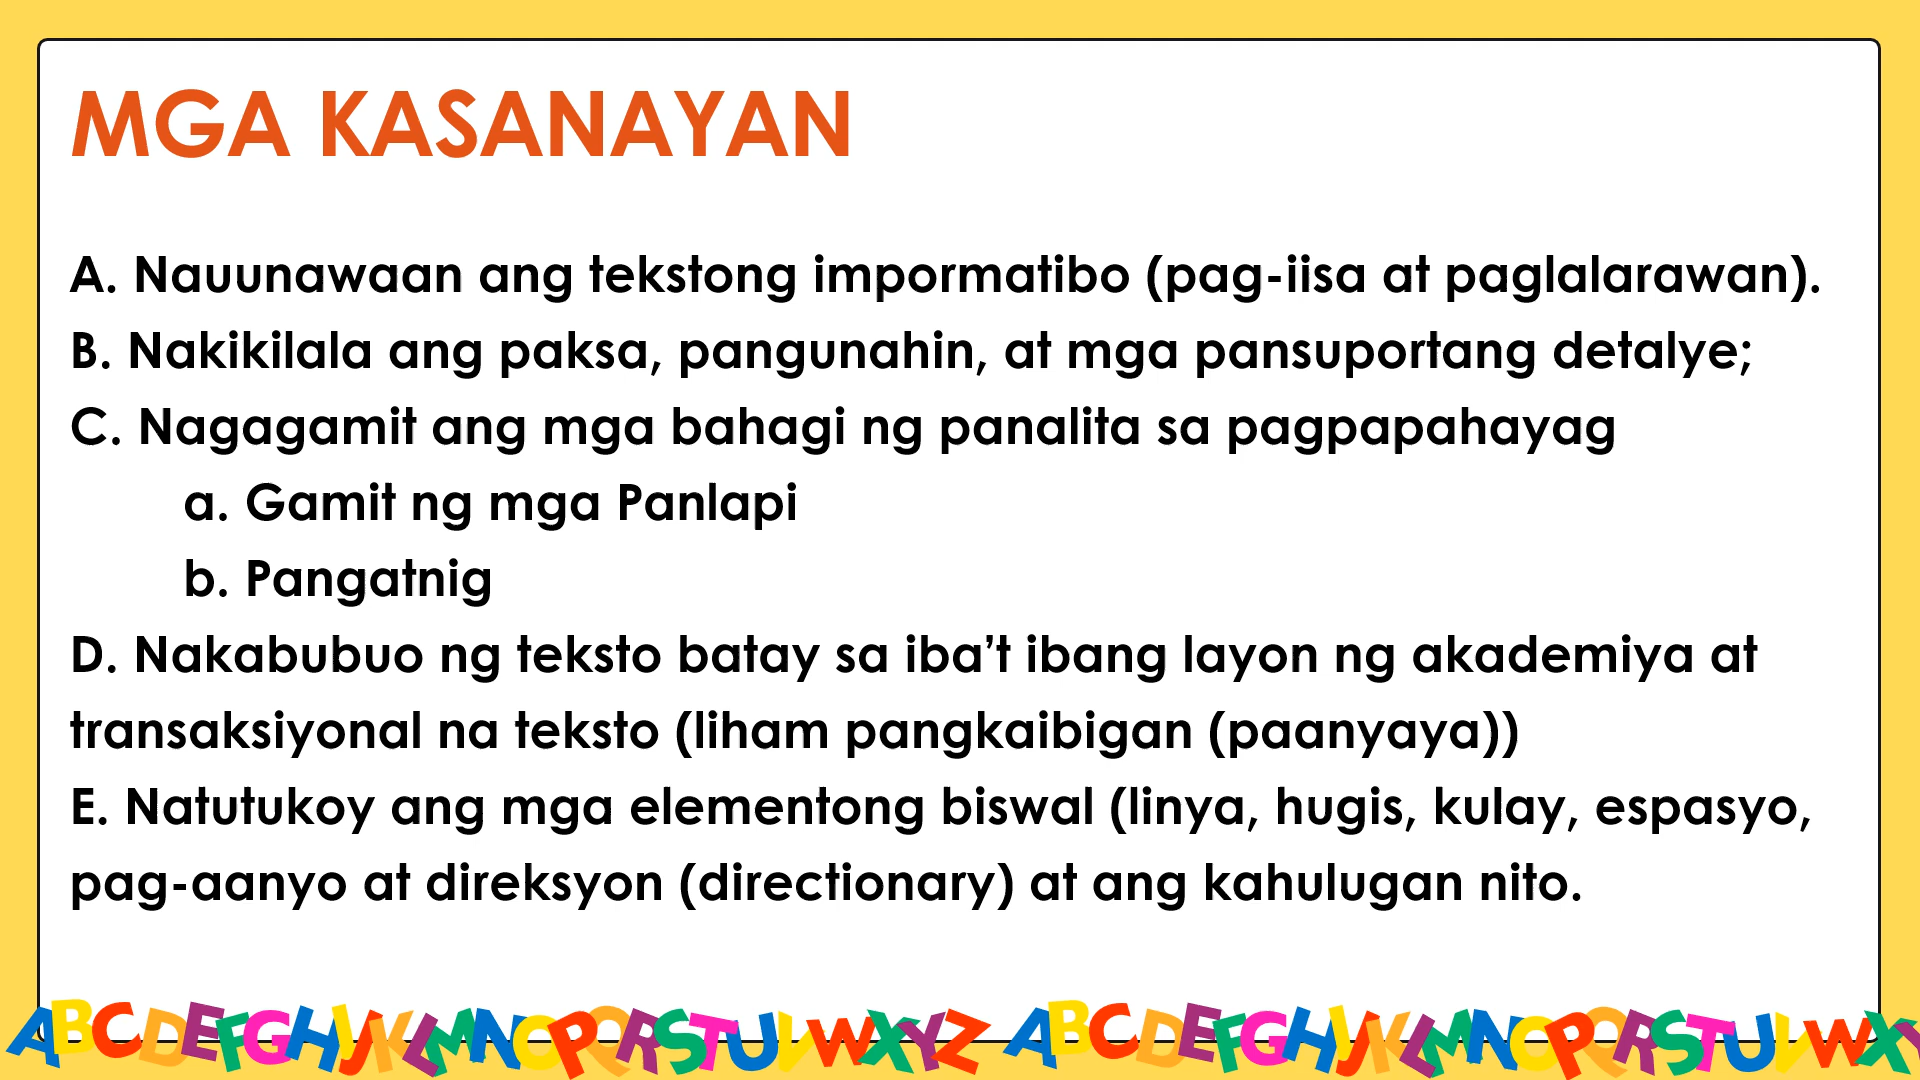 MGA KASANAYAN
A. Nauunawaan ang tekstong impormatibo (pag-iisa at paglalarawan).
B. Nakikilala ang paksa, pangunahin, at mga pansuportang detalye;
C. Nagagamit ang mga bahagi ng panalita sa pagpapahayag
a. Gamit ng mga Panlapi
b. Pangatnig
D. Nakabubuo ng teksto batay sa iba’t ibang layon ng akademiya at
transaksiyonal na teksto (liham pangkaibigan (paanyaya))
E. Natutukoy ang mga elementong biswal (linya, hugis, kulay, espasyo,
pag-aanyo at direksyon (directionary) at ang kahulugan nito.
ABCDEFGHIJKLMNOPQRSTUVWXYZ ABCDEFGHIJKLMNOPQRSTUVWXY